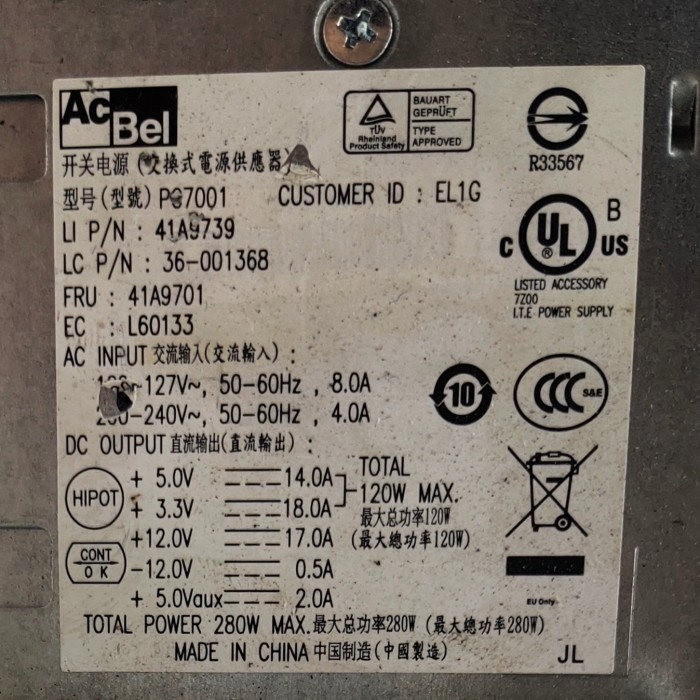 AcBel
BAUART GEPRÜFT
TÜV Rheinland Product Safety
TYPE APPROVED
R33567
开关电源 (交换式電源供應器)
型号(型號) PC7001 CUSTOMER ID : EL1G
LI P/N : 41A9739
LC P/N : 36-001368
FRU : 41A9701
EC : L60133
C UL ® US B
LISTED ACCESSORY
7Z00
I.T.E POWER SUPPLY
AC INPUT 交流输入(交流輸入) :
100-127V~, 50-60Hz , 8.0A
200-240V~, 50-60Hz , 4.0A
10
CCC S&E
DC OUTPUT 直流输出(直流輸出) :
HIPOT
+ 5.0V 14.0A
+ 3.3V 18.0A
TOTAL
120W MAX.
最大总功率120W
(最大總功率120W)
+12.0V 17.0A
CONT
OK
-12.0V 0.5A
+ 5.0Vaux 2.0A
EU Only
TOTAL POWER 280W MAX.最大总功率280W (最大總功率280W)
MADE IN CHINA 中国制造 (中國製造) JL